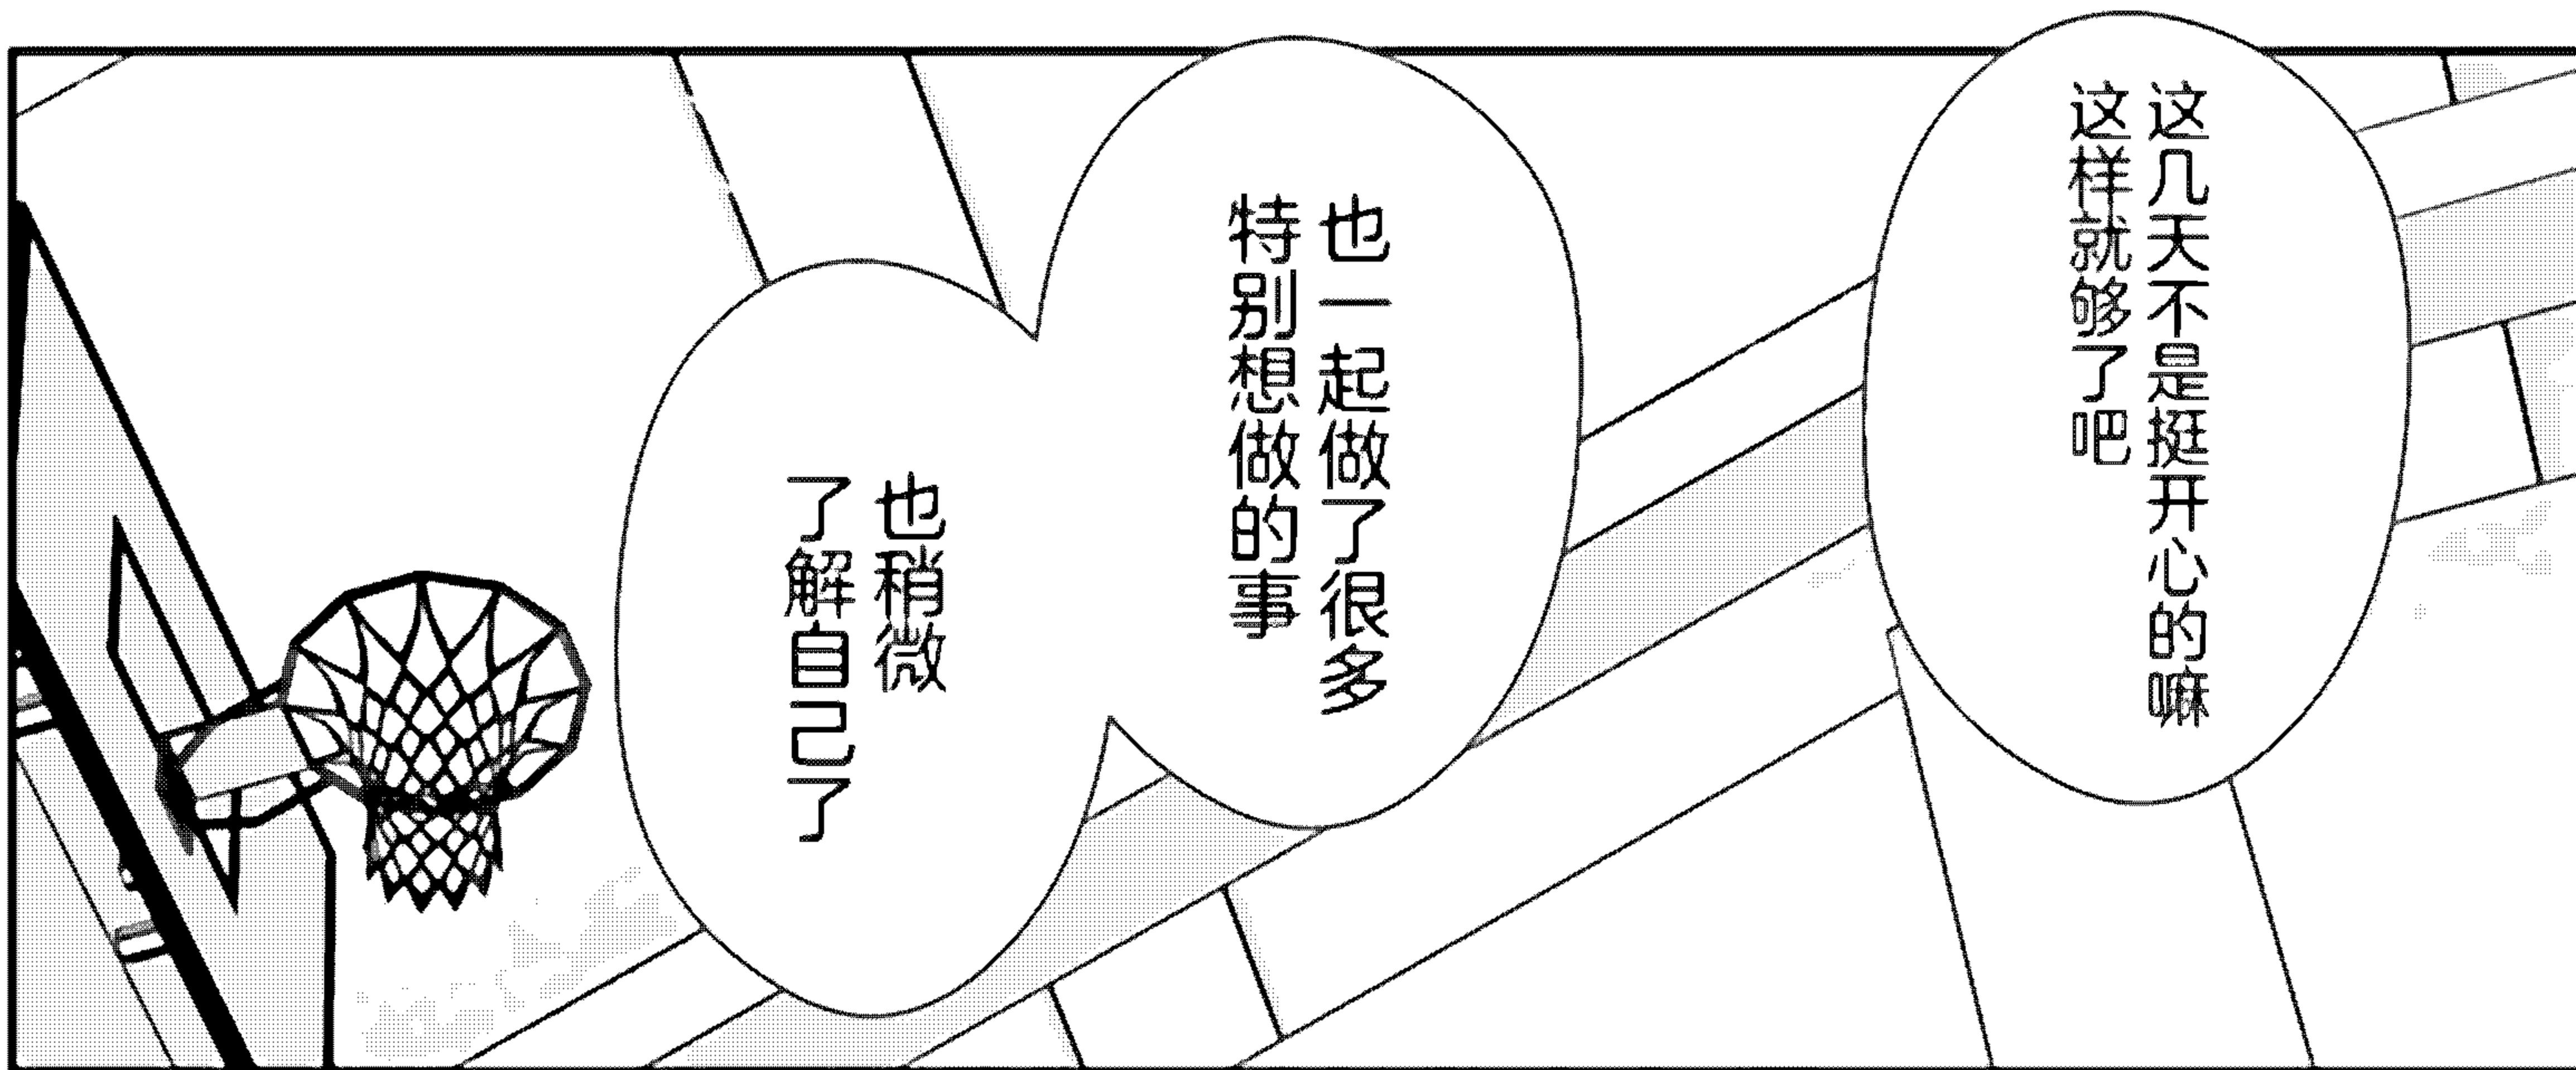 这几天不是挺开心的嘛
这样就够了吧
也一起做了很多
特别想做的事
也稍微
了解自己了